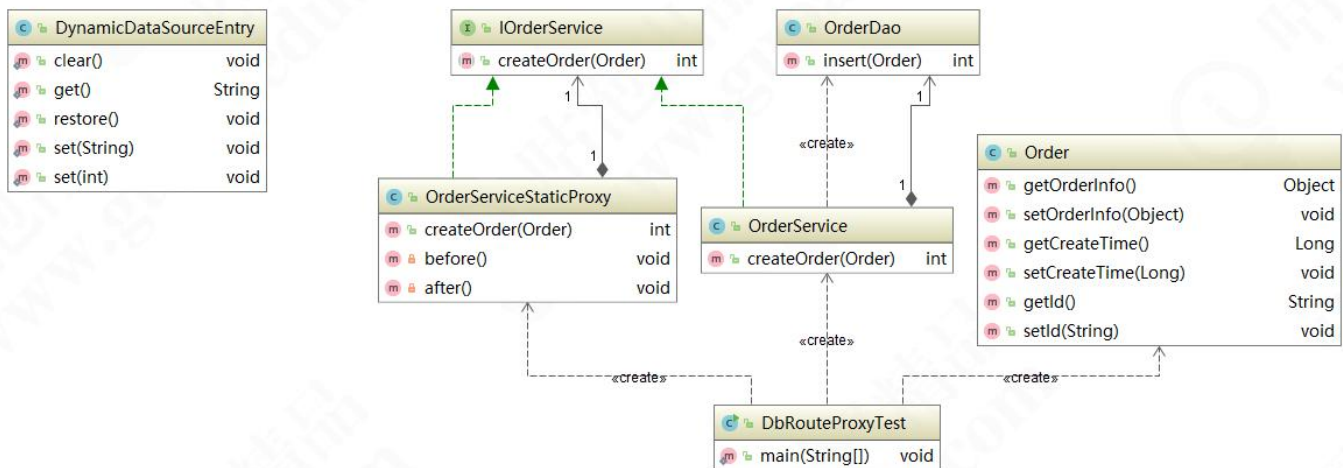 DynamicDataSourceEntry
clear() void
get() String
restore() void
set(String) void
set(int) void
IOrderService
createOrder(Order) int
OrderDao
insert(Order) int
1
1
«create»
1
1
Order
getOrderInfo() Object
setOrderInfo(Object) void
getCreateTime() Long
setCreateTime(Long) void
getId() String
setId(String) void
OrderServiceStaticProxy
createOrder(Order) int
before() void
after() void
OrderService
createOrder(Order) int
«create»
«create»
«create»
DbRouteProxyTest
main(String[]) void